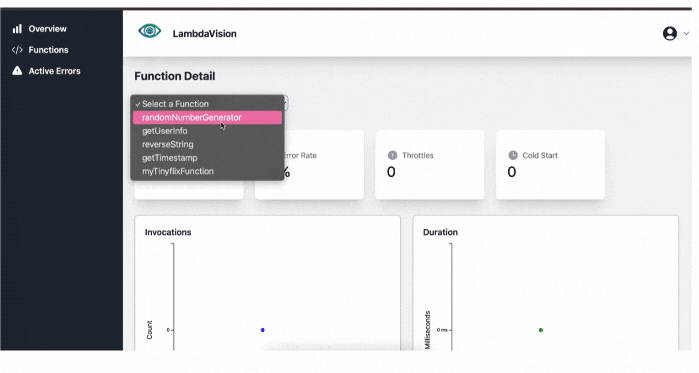 Overview
Functions
Active Errors
LambdaVision
Function Detail
✓ Select a Function
randomNumberGenerator
getUserInfo
reverseString
getTimestamp
myTinyflixFunction
Error Rate
%
Throttles
0
Cold Start
0
Invocations
Count
0
Duration
Milliseconds
0 ms